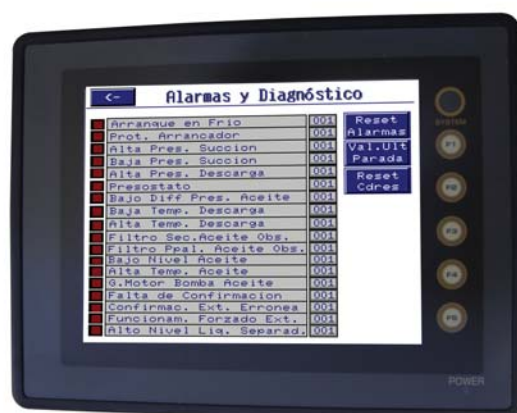 <- Alarmas y Diagnóstico
Arranque en Frio 001
Prot. Arrancador 001
Alta Pres. Succion 001
Baja Pres. Succion 001
Alta Pres. Descarga 001
Presostato 001
Bajo Diff Pres. Aceite 001
Baja Temp. Descarga 001
Alta Temp. Descarga 001
Filtro Sec.Aceite Obs. 001
Filtro Ppal. Aceite Obs. 001
Bajo Nivel Aceite 001
Alta Temp. Aceite 001
G.Motor Bomba Aceite 001
Falta de Confirmacion 001
Confirmac. Ext. Erronea 001
Funcionam. Forzado Ext. 001
Alto Nivel Liq. Separad. 001
Reset
Alarmas
Val.Ult
Parada
Reset
Cdres
SYSTEM
F1
F2
F3
F4
F5
POWER